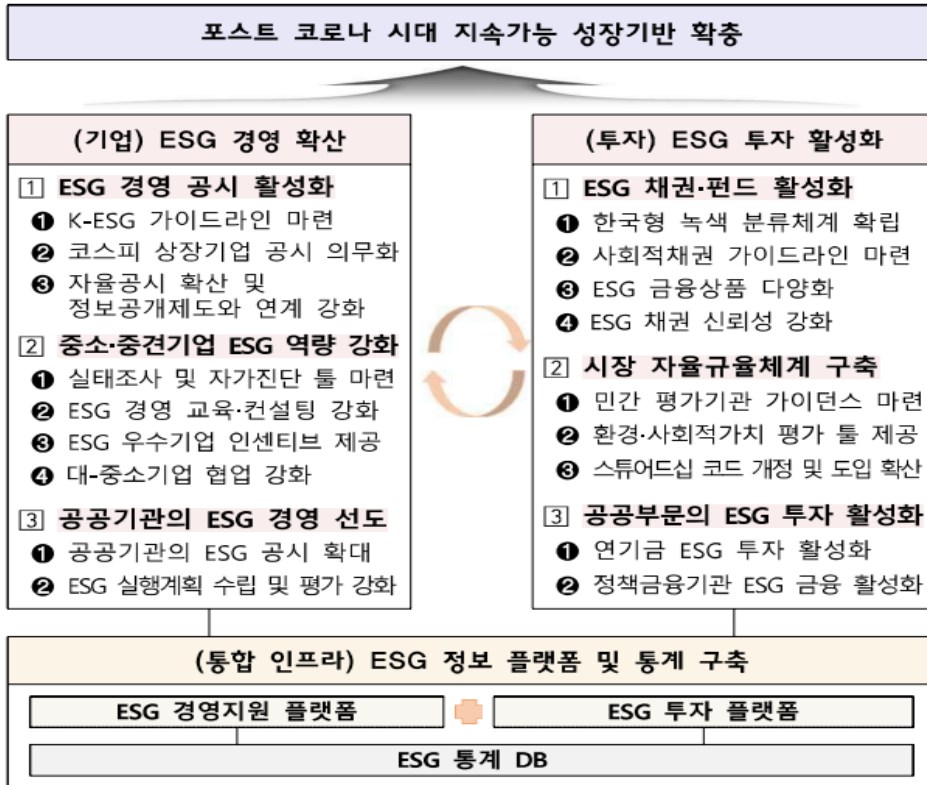 포스트 코로나 시대 지속가능 성장기반 확충
(기업) ESG 경영 확산
1 ESG 경영 공시 활성화
❶ K-ESG 가이드라인 마련
❷ 코스피 상장기업 공시 의무화
❸ 자율공시 확산 및
정보공개제도와 연계 강화
2 중소·중견기업 ESG 역량 강화
❶ 실태조사 및 자가진단 툴 마련
❷ ESG 경영 교육·컨설팅 강화
❸ ESG 우수기업 인센티브 제공
❹ 대-중소기업 협업 강화
3 공공기관의 ESG 경영 선도
❶ 공공기관의 ESG 공시 확대
❷ ESG 실행계획 수립 및 평가 강화
(투자) ESG 투자 활성화
1 ESG 채권·펀드 활성화
❶ 한국형 녹색 분류체계 확립
❷ 사회적채권 가이드라인 마련
❸ ESG 금융상품 다양화
❹ ESG 채권 신뢰성 강화
2 시장 자율규율체계 구축
❶ 민간 평가기관 가이던스 마련
❷ 환경·사회적가치 평가 툴 제공
❸ 스튜어드십 코드 개정 및 도입 확산
3 공공부문의 ESG 투자 활성화
❶ 연기금 ESG 투자 활성화
❷ 정책금융기관 ESG 금융 활성화
(통합 인프라) ESG 정보 플랫폼 및 통계 구축
ESG 경영지원 플랫폼
ESG 투자 플랫폼
ESG 통계 DB